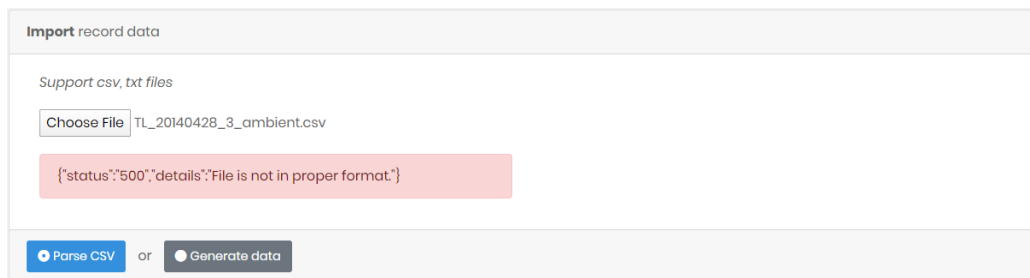 Import record data
Support csv, txt files
Choose File TL_20140428_3_ambient.csv
{"status":"500","details":"File is not in proper format."}
Parse CSV or Generate data